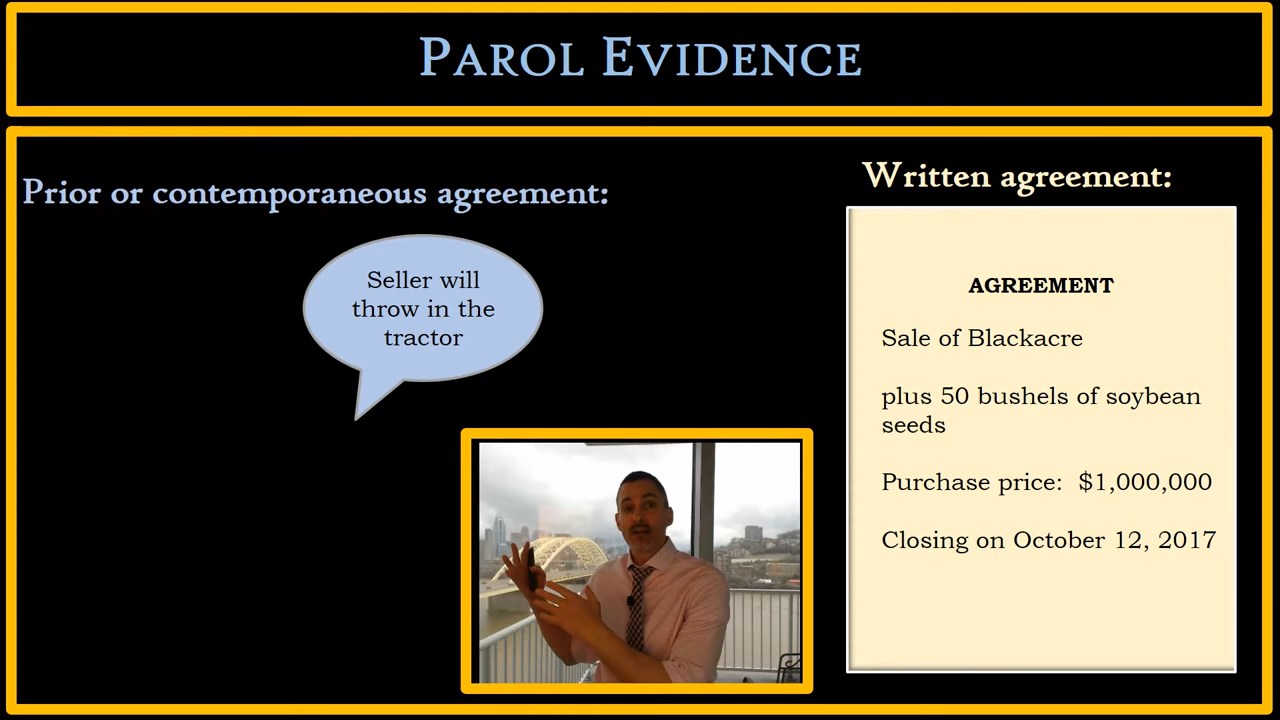 PAROL EVIDENCE
Prior or contemporaneous agreement:
Seller will
throw in the
tractor
Written agreement:
AGREEMENT
Sale of Blackacre
plus 50 bushels of soybean
seeds
Purchase price:  $1,000,000
Closing on October 12, 2017